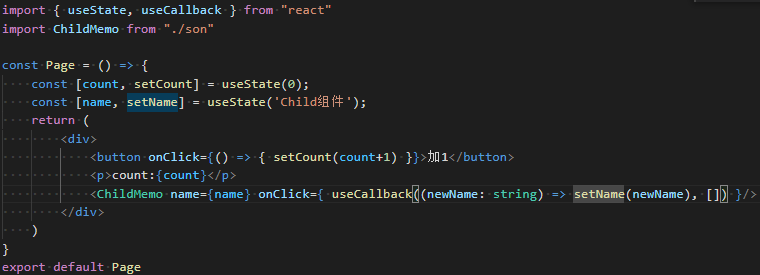 import { useState, useCallback } from "react"
import ChildMemo from "./son"
const Page = () => {
const [count, setCount] = useState(0);
const [name, setName] = useState('Child组件');
return (
<div>
<button onClick={() => { setCount(count+1) }}>加1</button>
<p>count:{count}</p>
<ChildMemo name={name} onClick={ useCallback((newName: string) => setName(newName), []) }/>
</div>
)
}
export default Page